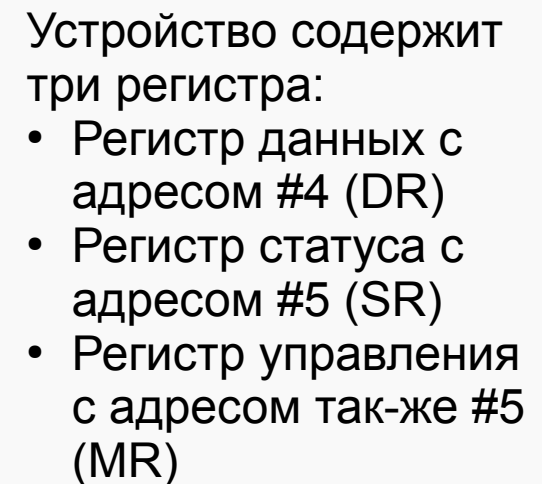 Устройство содержит
три регистра:
• Регистр данных с
адресом #4 (DR)
• Регистр статуса с
адресом #5 (SR)
• Регистр управления
с адресом так-же #5
(MR)